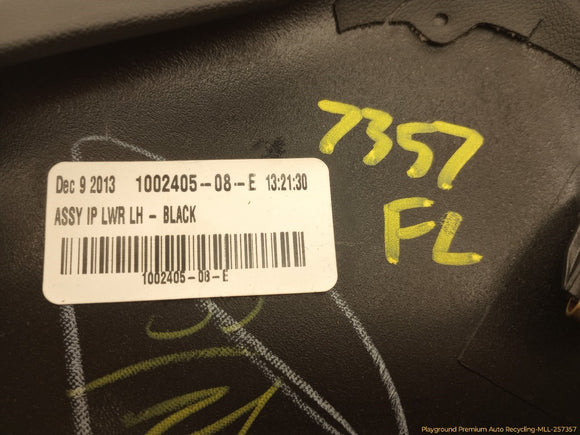 7357
FL
Dec 9 2013 1002405--08--E 13:21:30
ASSY IP LWR LH - BLACK
1002405-08-E
Playground Premium Auto Recycling-MLL-257357